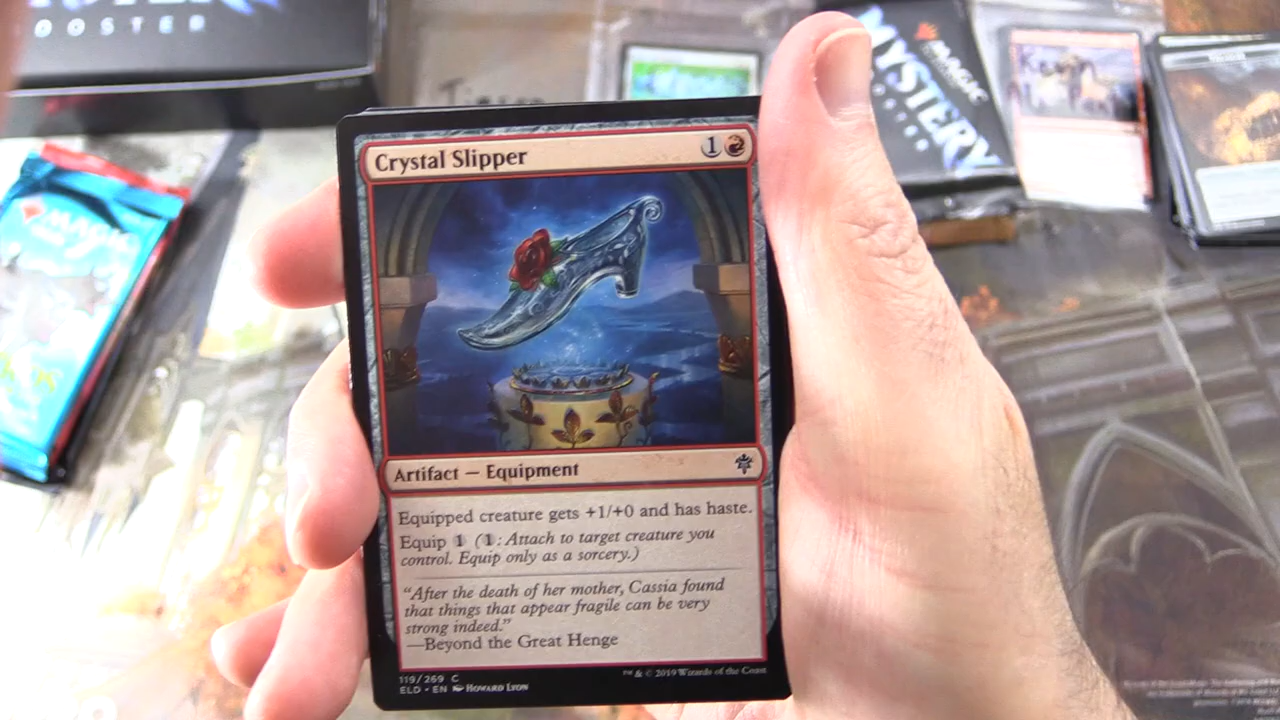 OOSTER
MAGIC
MYSTERY
MAGIC
Crystal Slipper
1
Artifact — Equipment
Equipped creature gets +1/+0 and has haste.
Equip 1 (1: Attach to target creature you
control. Equip only as a sorcery.)
“After the death of her mother, Cassia found
that things that appear fragile can be very
strong indeed.”
—Beyond the Great Henge
119/269 C
ELD • EN Howard Lyon
™ & © 2019 Wizards of the Coast